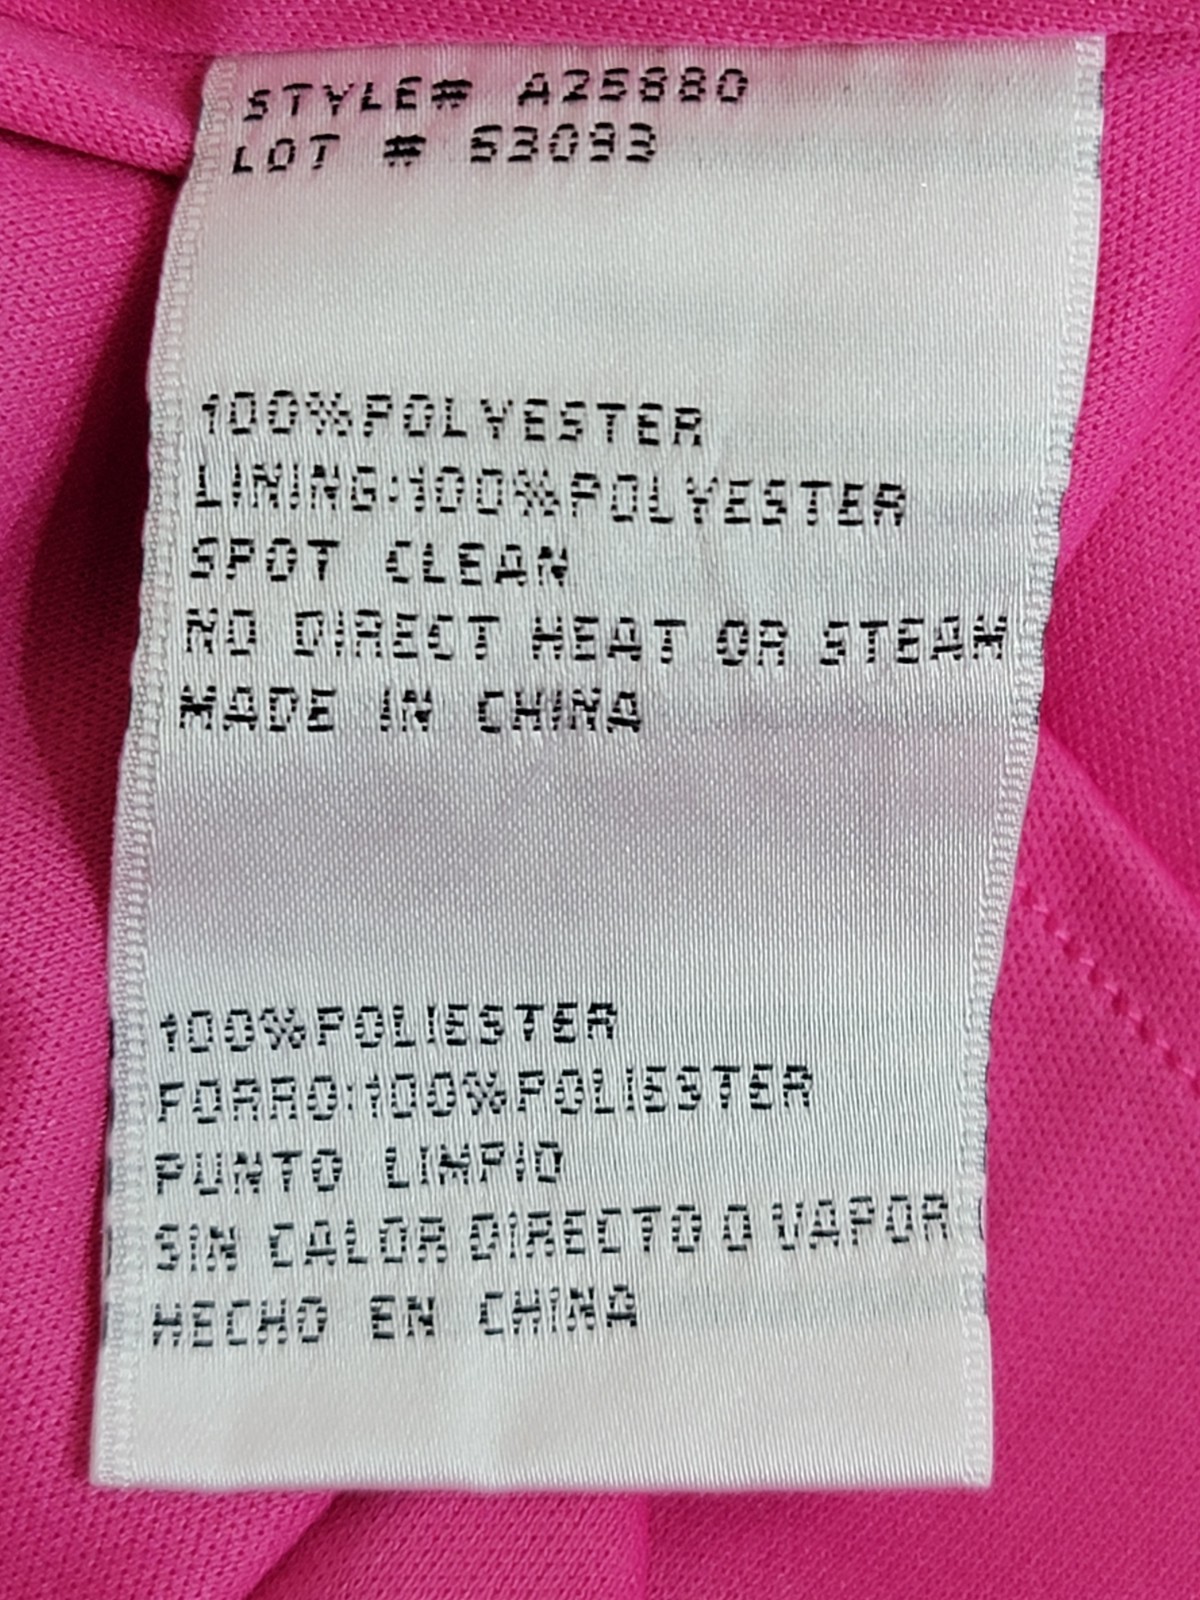 STYLE# A25880
LOT # 53093
100%POLYESTER
LINING:100%POLYESTER
SPOT CLEAN
NO DIRECT HEAT OR STEAM
MADE IN CHINA
100%POLIESTER
FORRO:100%POLIESTER
PUNTO LIMPIO
SIN CALOR DIRECTO O VAPOR
HECHO EN CHINA